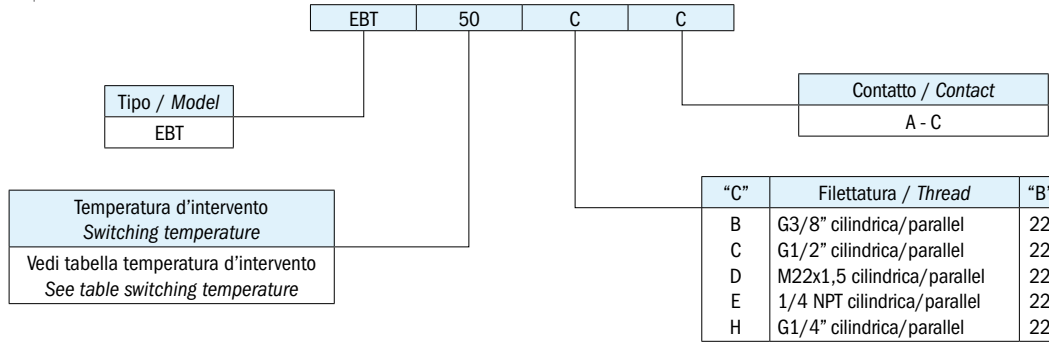 EBT 50 C C
Tipo / Model
EBT
Contatto / Contact
A - C
Temperatura d’intervento
Switching temperature
Vedi tabella temperatura d’intervento
See table switching temperature
“C” Filettatura / Thread “B”
B G3/8” cilindrica/parallel 22
C G1/2” cilindrica/parallel 22
D M22x1,5 cilindrica/parallel 22
E 1/4 NPT cilindrica/parallel 22
H G1/4” cilindrica/parallel 22